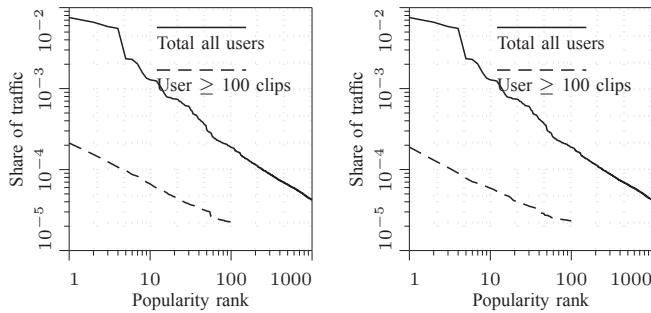 10⁻²
10⁻³
10⁻⁴
10⁻⁵
Share of traffic
Total all users
User ≥ 100 clips
1 10 100 1000
Popularity rank
10⁻²
10⁻³
10⁻⁴
10⁻⁵
Share of traffic
Total all users
User ≥ 100 clips
1 10 100 1000
Popularity rank